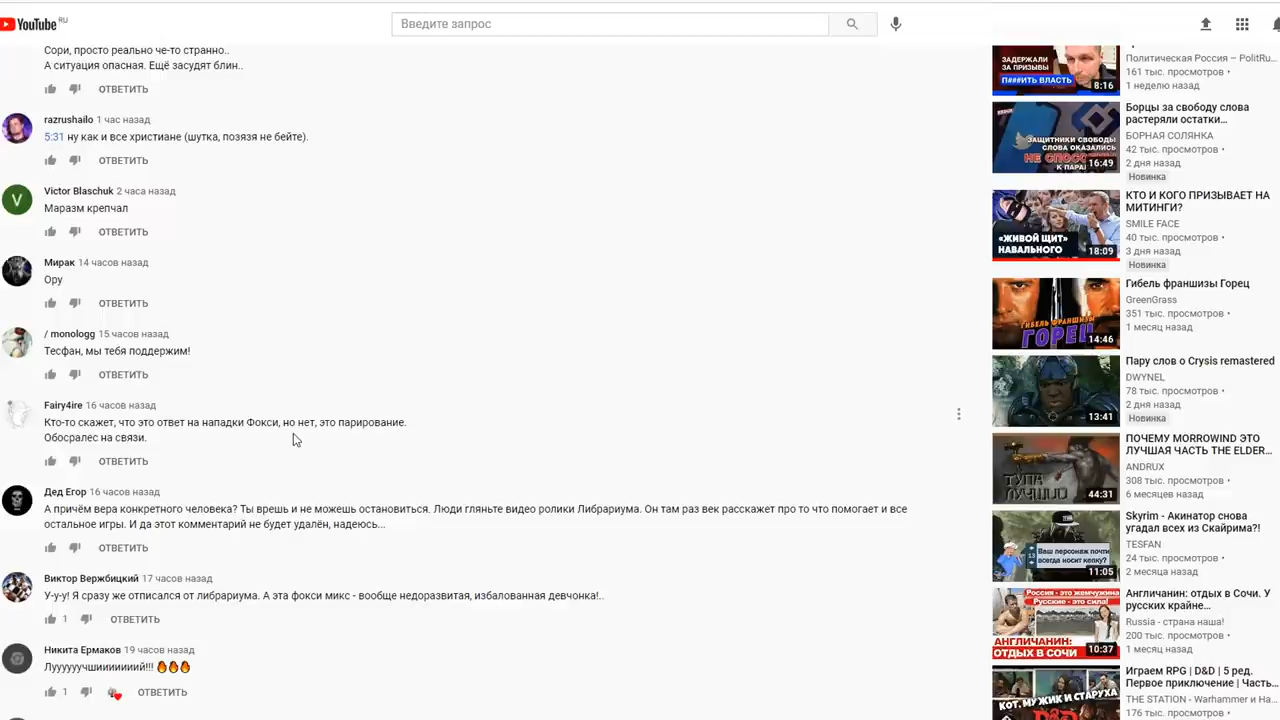 YouTube RU
Введите запрос
Сори, просто реально че-то странно..
А ситуация опасная. Ещё засудят блин..
ОТВЕТИТЬ
razrushailo 1 час назад
5:31 ну как и все христиане (шутка, позязя не бейте).
ОТВЕТИТЬ
Victor Blaschuk 2 часа назад
V
Маразм крепчал
ОТВЕТИТЬ
Мирак 14 часов назад
Ору
ОТВЕТИТЬ
/ monologg 15 часов назад
Тесфан, мы тебя поддержим!
ОТВЕТИТЬ
Fairy4ire 16 часов назад
Кто-то скажет, что это ответ на нападки Фокси, но нет, это парирование.
Обосралес на связи.
ОТВЕТИТЬ
Дед Егор 16 часов назад
А причём вера конкретного человека? Ты врешь и не можешь остановиться. Люди гляньте видео ролики Либрариума. Он там раз век расскажет про то что помогает и все
остальное игры. И да этот комментарий не будет удалён, надеюсь...
ОТВЕТИТЬ
Виктор Вержбицкий 17 часов назад
У-у-у! Я сразу же отписался от либрариума. А эта фокси микс - вообще недоразвитая, избалованная девчонка!..
1 ОТВЕТИТЬ
Никита Ермаков 19 часов назад
Лууууууучшиииииииий!!! 🔥🔥🔥
1 ОТВЕТИТЬ
ЗАДЕРЖАЛИ
ЗА ПРИЗЫВЫ
П###ИТЬ ВЛАСТЬ
8:16
Политическая Россия – PolitRu...
161 тыс. просмотров •
1 неделю назад
ЗАЩИТНИКИ СВОБОДЫ
СЛОВА ОКАЗАЛИСЬ
16:49
Борцы за свободу слова
растеряли остатки...
БОРНАЯ СОЛЯНКА
42 тыс. просмотров •
2 дня назад
Новинка
«ЖИВОЙ ЩИТ»
НАВАЛЬНОГО
18:09
КТО И КОГО ПРИЗЫВАЕТ НА
МИТИНГИ?
SMILE FACE
40 тыс. просмотров •
3 дня назад
Новинка
ГИБЕЛЬ ФРАНШИЗЫ
ГОРЕЦ
14:46
Гибель франшизы Горец
GreenGrass
351 тыс. просмотров •
1 месяц назад
13:41
Пару слов о Crysis remastered
DWYNEL
78 тыс. просмотров •
2 дня назад
Новинка
ТУПА
ЛУЧШИЮ
44:31
ПОЧЕМУ MORROWIND ЭТО
ЛУЧШАЯ ЧАСТЬ THE ELDER...
ANDRUX
308 тыс. просмотров •
6 месяцев назад
13
Ваш персонаж почти
всегда носит кепку?
11:05
Skyrim - Акинатор снова
угадал всех из Скайрима?!
TESFAN
24 тыс. просмотров •
2 месяца назад
Россия - это жемчужина
Русские - это сила!
АНГЛИЧАНИН:
ОТДЫХ В СОЧИ
10:37
Англичанин: отдых в Сочи. У
русских крайне...
Russia - страна наша!
200 тыс. просмотров •
1 месяц назад
КОТ, МУЖИК И СТАРУХА
D&D
Играем RPG | D&D | 5 ред.
Первое приключение | Часть...
THE STATION - Warhammer и На...
176 тыс. просмотров •